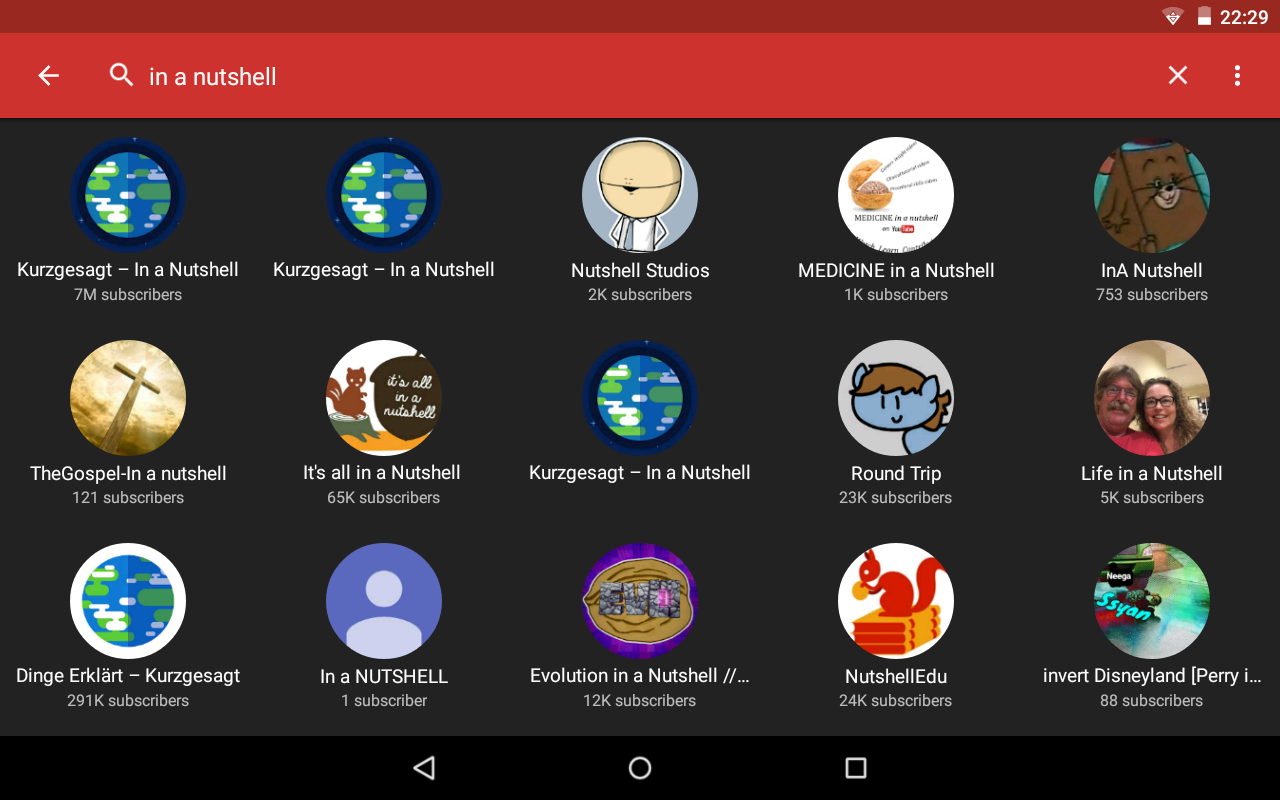 22:29
in a nutshell
MEDICINE in a nutshell
on YouTube
Kurzgesagt – In a Nutshell
Kurzgesagt – In a Nutshell
Nutshell Studios
MEDICINE in a Nutshell
InA Nutshell
7M subscribers
2K subscribers
1K subscribers
753 subscribers
it's all
in a
nutshell
TheGospel-In a nutshell
It's all in a Nutshell
Kurzgesagt – In a Nutshell
Round Trip
Life in a Nutshell
121 subscribers
65K subscribers
23K subscribers
5K subscribers
EVO
Neega
Ssyan
Dinge Erklärt – Kurzgesagt
In a NUTSHELL
Evolution in a Nutshell //...
NutshellEdu
invert Disneyland [Perry i...
291K subscribers
1 subscriber
12K subscribers
24K subscribers
88 subscribers